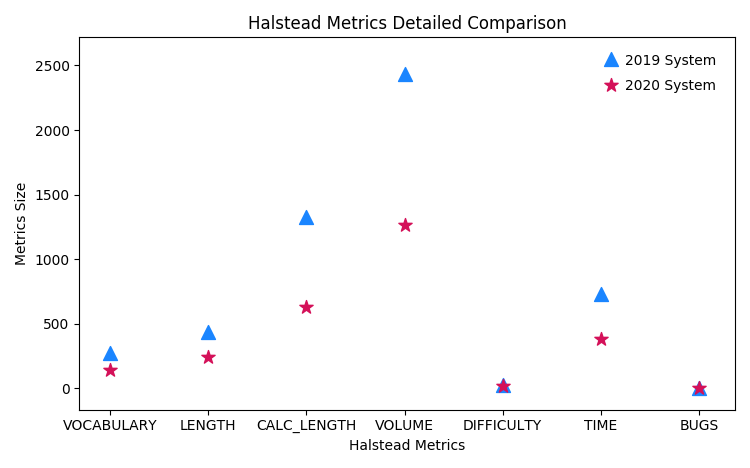 Halstead Metrics Detailed Comparison
2019 System
2020 System
Metrics Size
2500
2000
1500
1000
500
0
VOCABULARY LENGTH CALC_LENGTH VOLUME DIFFICULTY TIME BUGS
Halstead Metrics